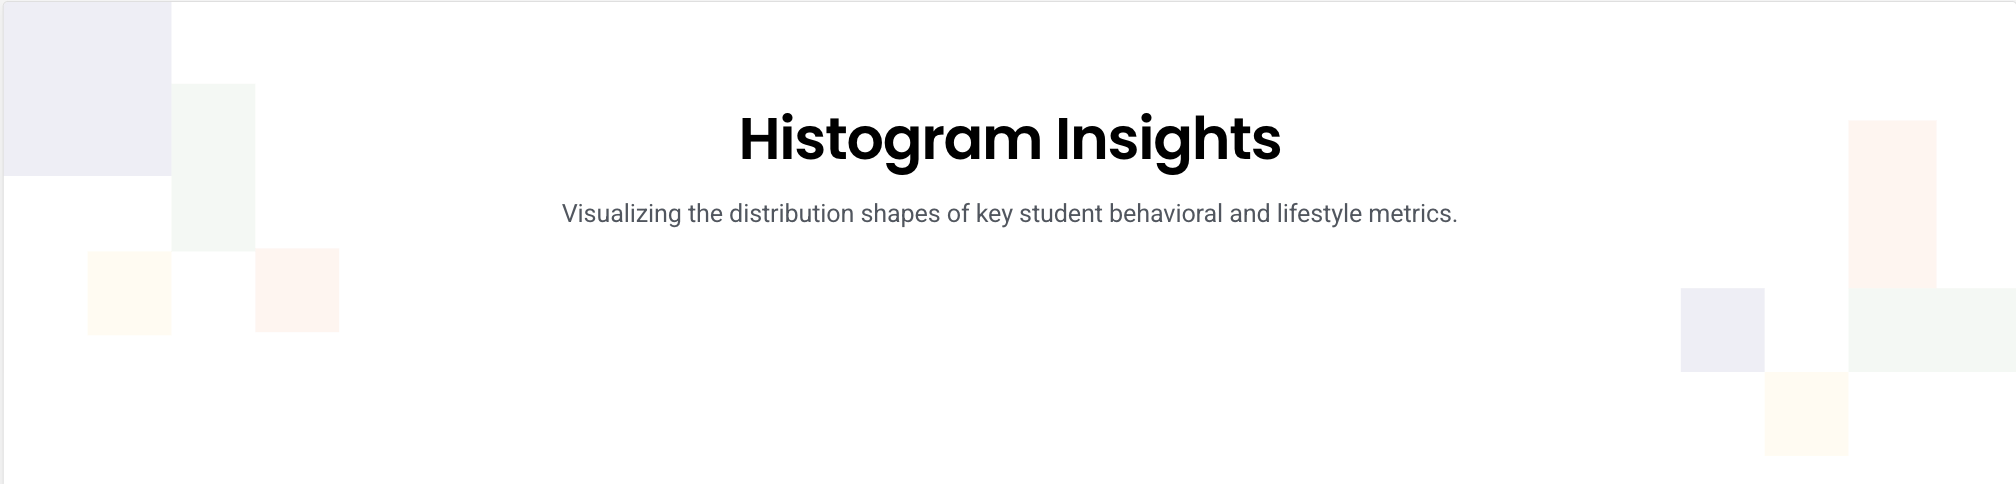 Histogram Insights
Visualizing the distribution shapes of key student behavioral and lifestyle metrics.